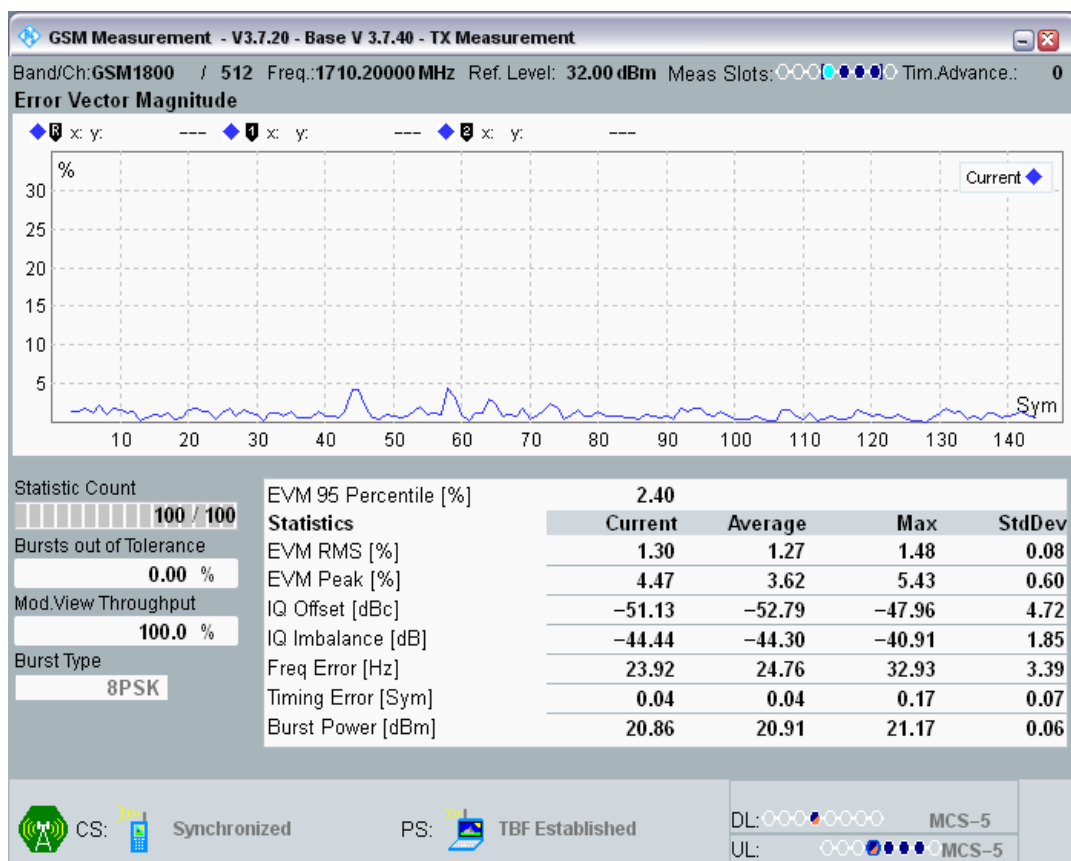 GSM Measurement - V3.7.20 - Base V 3.7.40 - TX Measurement
Band/Ch:GSM1800 / 512 Freq.:1710.20000 MHz Ref. Level: 32.00 dBm Meas Slots: Tim.Advance.: 0
Error Vector Magnitude
R x: y: --- 1 x: y: --- 2 x: y: ---
%
Current
30
25
20
15
10
5
Sym
10 20 30 40 50 60 70 80 90 100 110 120 130 140
Statistic Count
100 / 100
Bursts out of Tolerance
0.00 %
Mod.View Throughput
100.0 %
Burst Type
8PSK
EVM 95 Percentile [%] 2.40
Statistics Current Average Max StdDev
EVM RMS [%] 1.30 1.27 1.48 0.08
EVM Peak [%] 4.47 3.62 5.43 0.60
IQ Offset [dBc] −51.13 −52.79 −47.96 4.72
IQ Imbalance [dB] −44.44 −44.30 −40.91 1.85
Freq Error [Hz] 23.92 24.76 32.93 3.39
Timing Error [Sym] 0.04 0.04 0.17 0.07
Burst Power [dBm] 20.86 20.91 21.17 0.06
CS: Synchronized PS: TBF Established
DL: MCS−5
UL: MCS−5